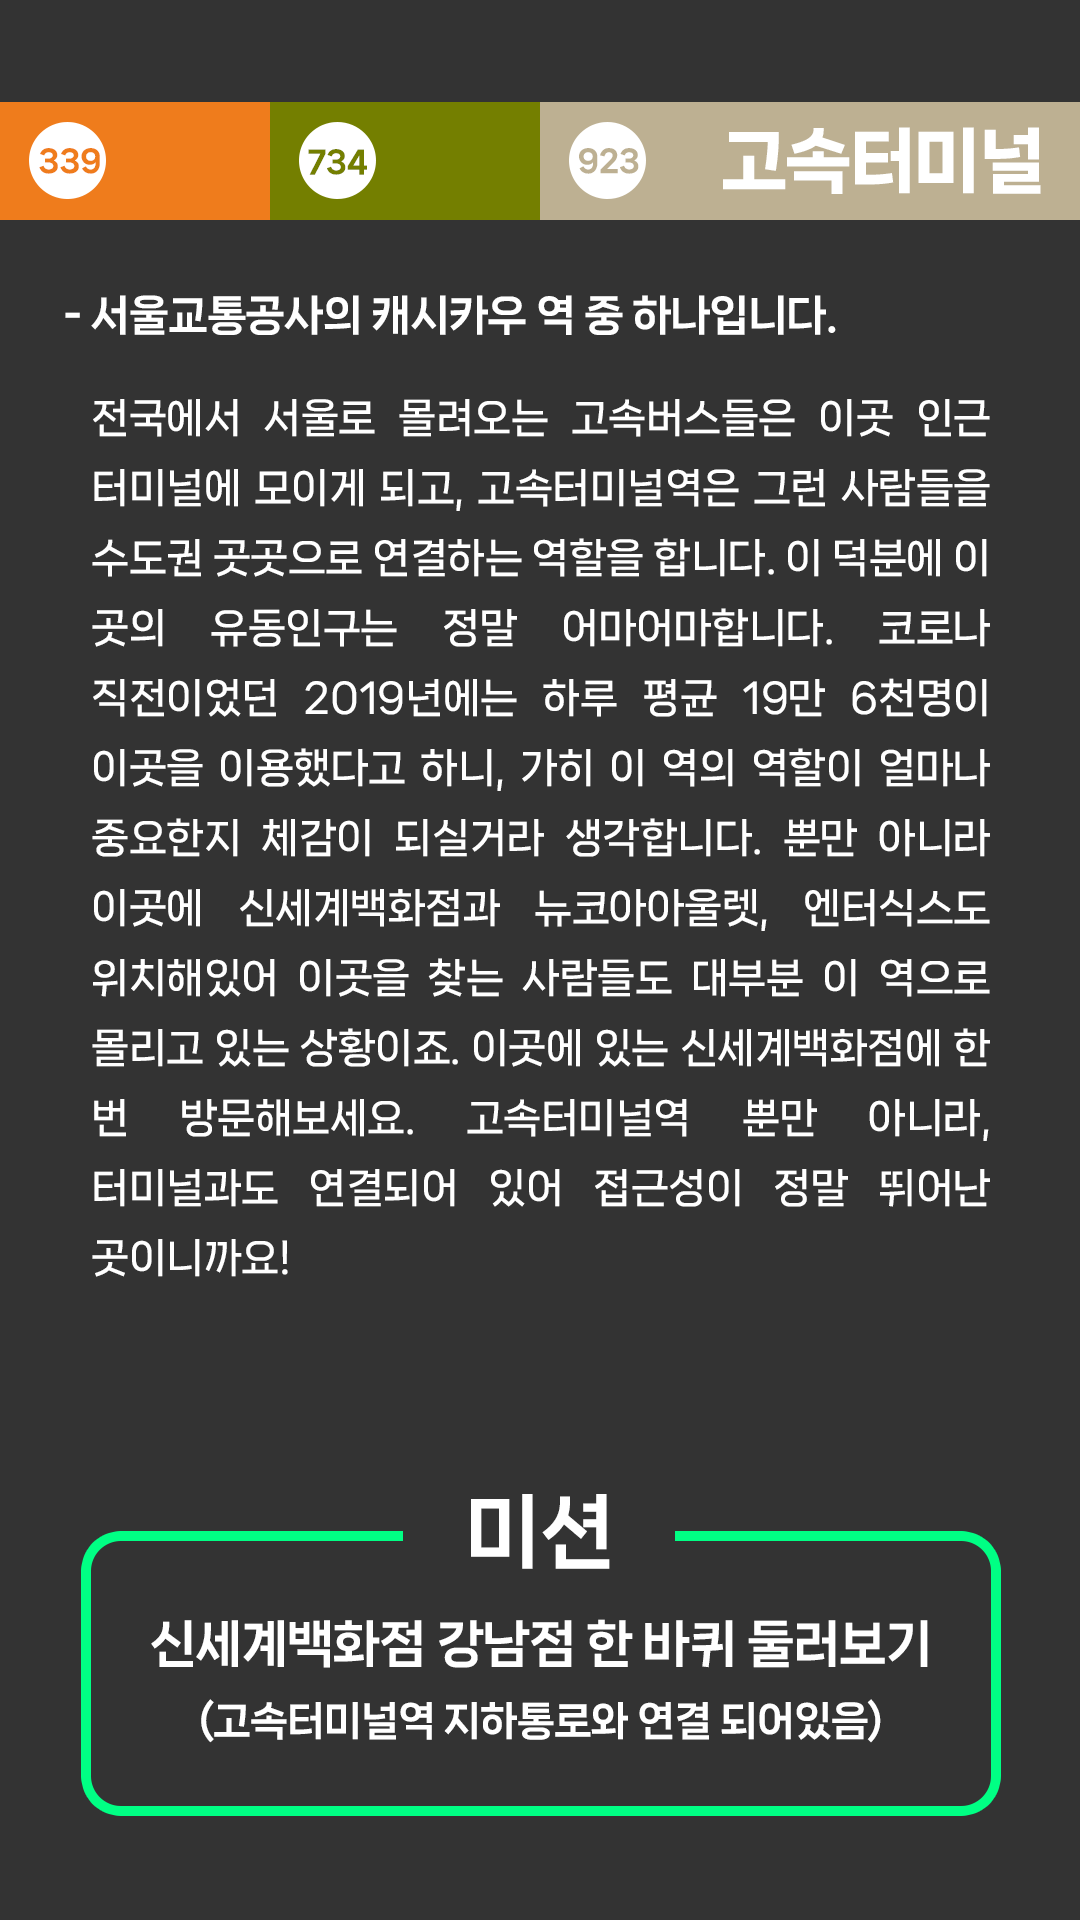 339 734 923 고속터미널
- 서울교통공사의 캐시카우 역 중 하나입니다.
전국에서 서울로 몰려오는 고속버스들은 이곳 인근
터미널에 모이게 되고, 고속터미널역은 그런 사람들을
수도권 곳곳으로 연결하는 역할을 합니다. 이 덕분에 이
곳의 유동인구는 정말 어마어마합니다. 코로나
직전이었던 2019년에는 하루 평균 19만 6천명이
이곳을 이용했다고 하니, 가히 이 역의 역할이 얼마나
중요한지 체감이 되실거라 생각합니다. 뿐만 아니라
이곳에 신세계백화점과 뉴코아아울렛, 엔터식스도
위치해있어 이곳을 찾는 사람들도 대부분 이 역으로
몰리고 있는 상황이죠. 이곳에 있는 신세계백화점에 한
번 방문해보세요. 고속터미널역 뿐만 아니라,
터미널과도 연결되어 있어 접근성이 정말 뛰어난
곳이니까요!
미션
신세계백화점 강남점 한 바퀴 둘러보기
(고속터미널역 지하통로와 연결 되어있음)